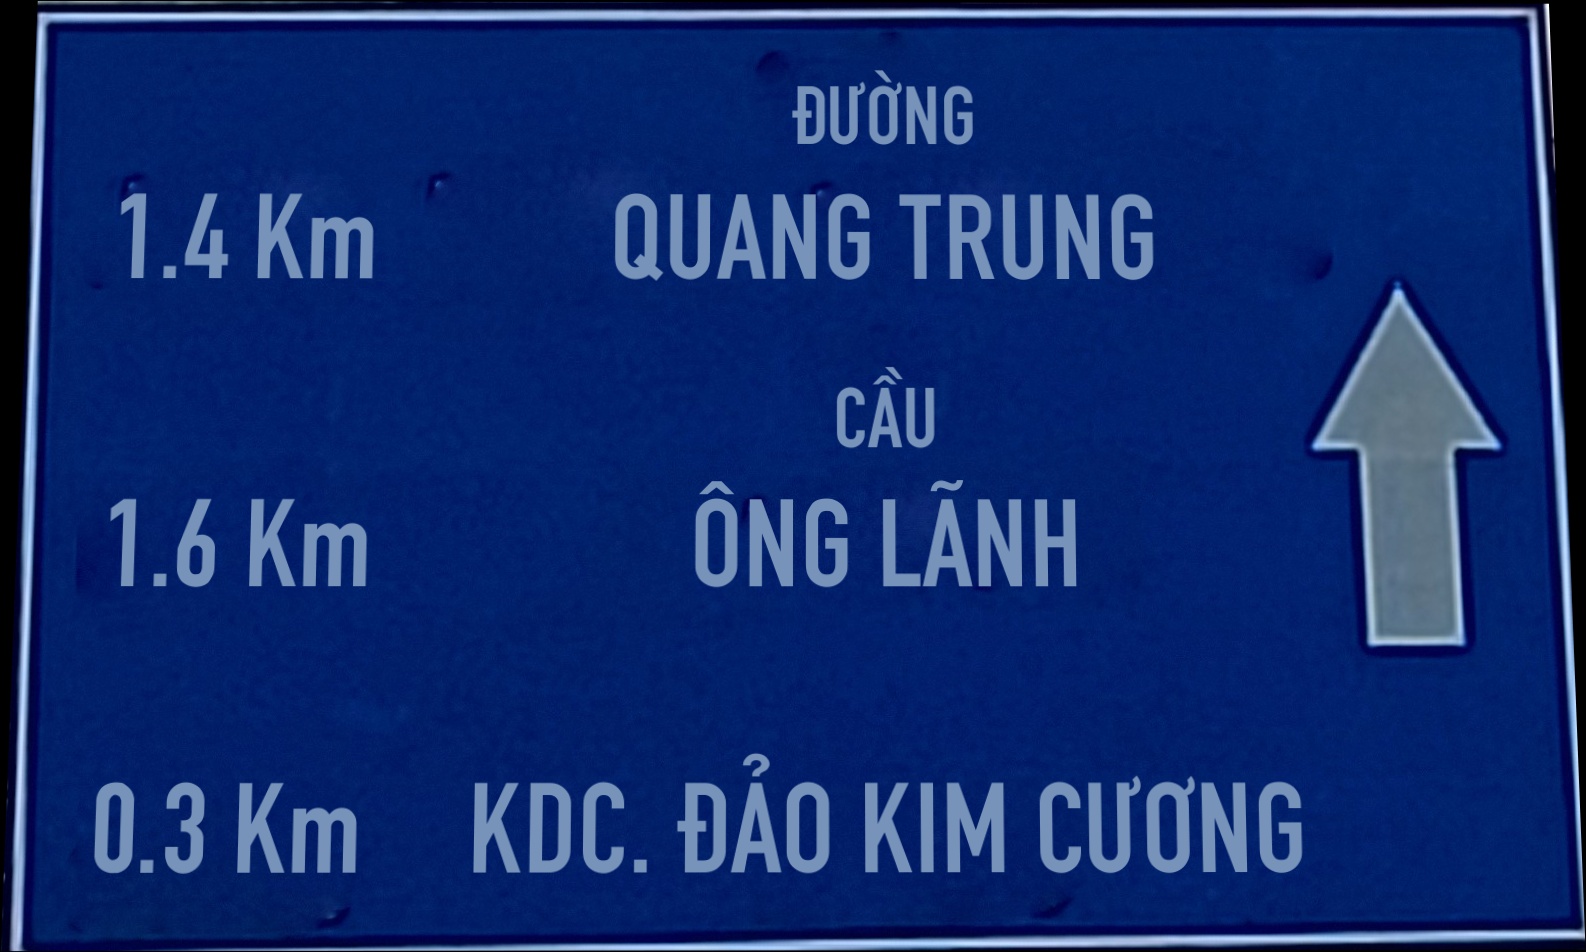 ĐƯỜNG
1.4 Km QUANG TRUNG
CẦU
1.6 Km ÔNG LÃNH
0.3 Km KDC. ĐẢO KIM CƯƠNG